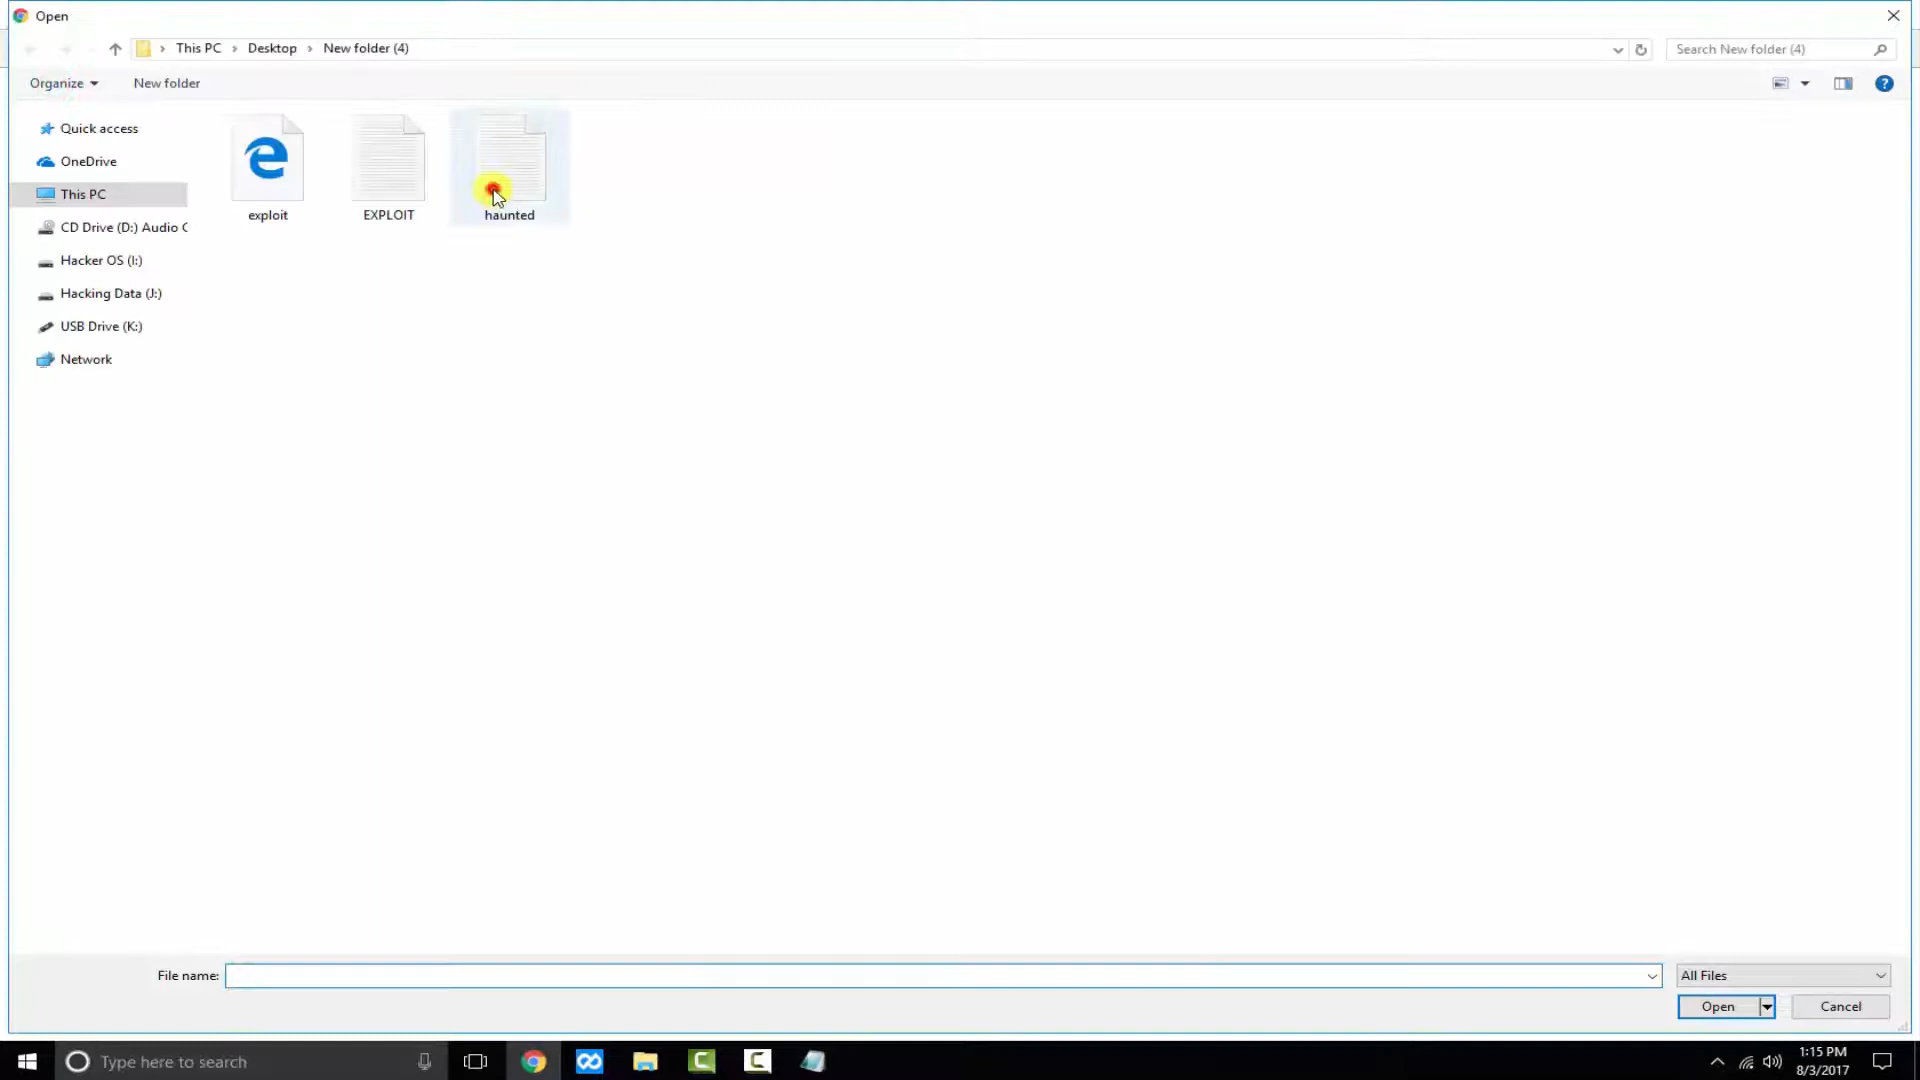 Open
This PC > Desktop > New folder (4)
Search New folder (4)
Organize
New folder
Quick access
OneDrive
This PC
CD Drive (D:) Audio C
Hacker OS (I:)
Hacking Data (J:)
USB Drive (K:)
Network
exploit
EXPLOIT
haunted
File name:
All Files
Open
Cancel
Type here to search
1:15 PM
8/3/2017